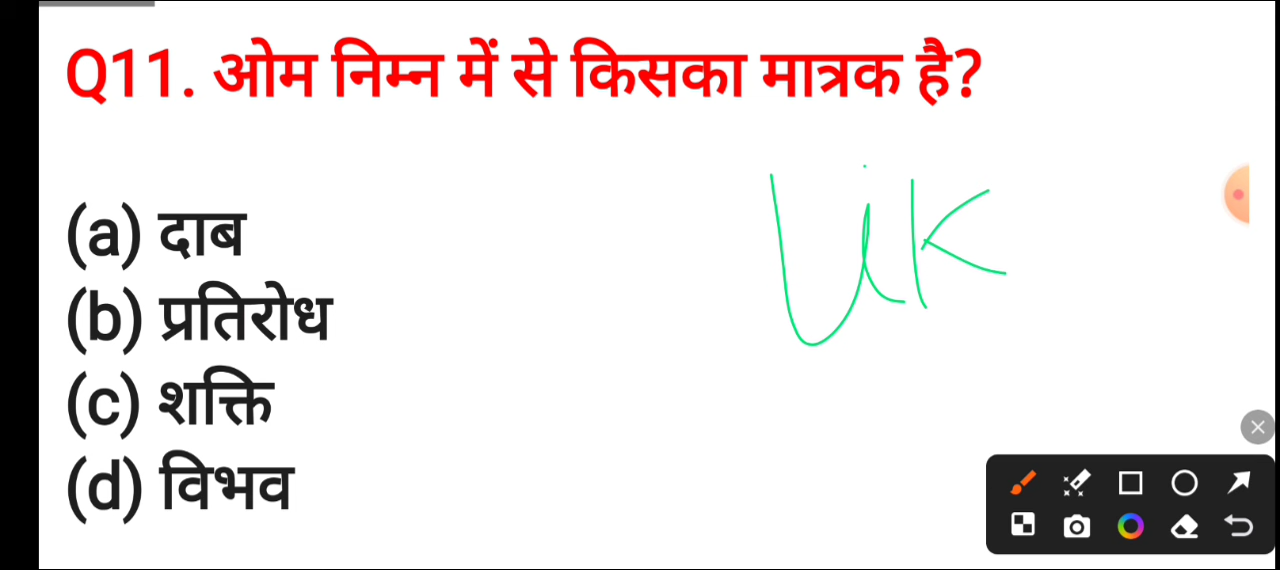 Q11. ओम निम्न में से किसका मात्रक है?
(a) दाब
(b) प्रतिरोध
(c) शक्ति
(d) विभव